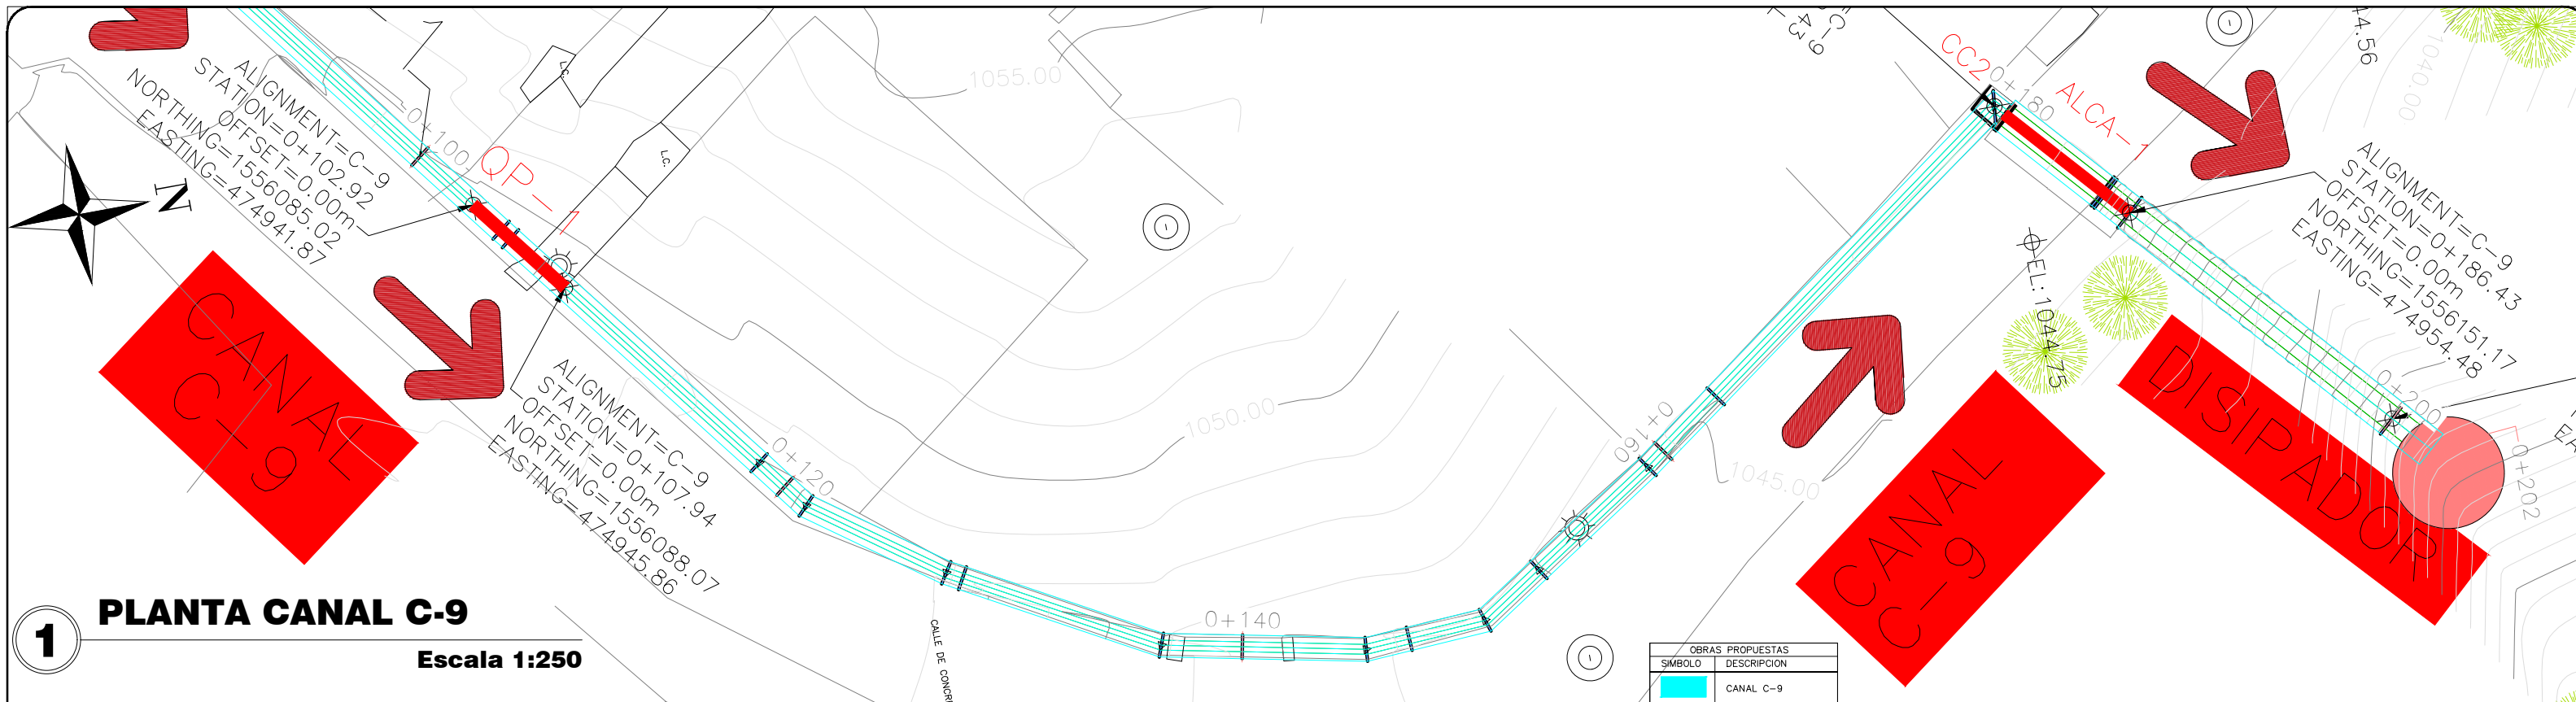 ALIGNMENT=C-9
STATION=0+102.92
OFFSET=0.00m
NORTHING=1556085.02
EASTING=474941.87
N
0+100
QP-1
L.C.
L.C.
1055.00
CANAL
C-9
ALIGNMENT=C-9
STATION=0+107.94
OFFSET=0.00m
NORTHING=1556088.07
EASTING=474945.86
0+120
1050.00
0+140
CALLE DE
0+160
1045.00
CC2
0+180
ALCA-1
44.56
1040.00
ALIGNMENT=C-9
STATION=0+186.43
OFFSET=0.00m
NORTHING=1556151.17
EASTING=474954.48
EL: 1044.75
CANAL
C-9
DISIPADOR
0+200
0+202
1
PLANTA CANAL C-9
Escala 1:250
OBRAS PROPUESTAS
SIMBOLO DESCRIPCION
CANAL C-9